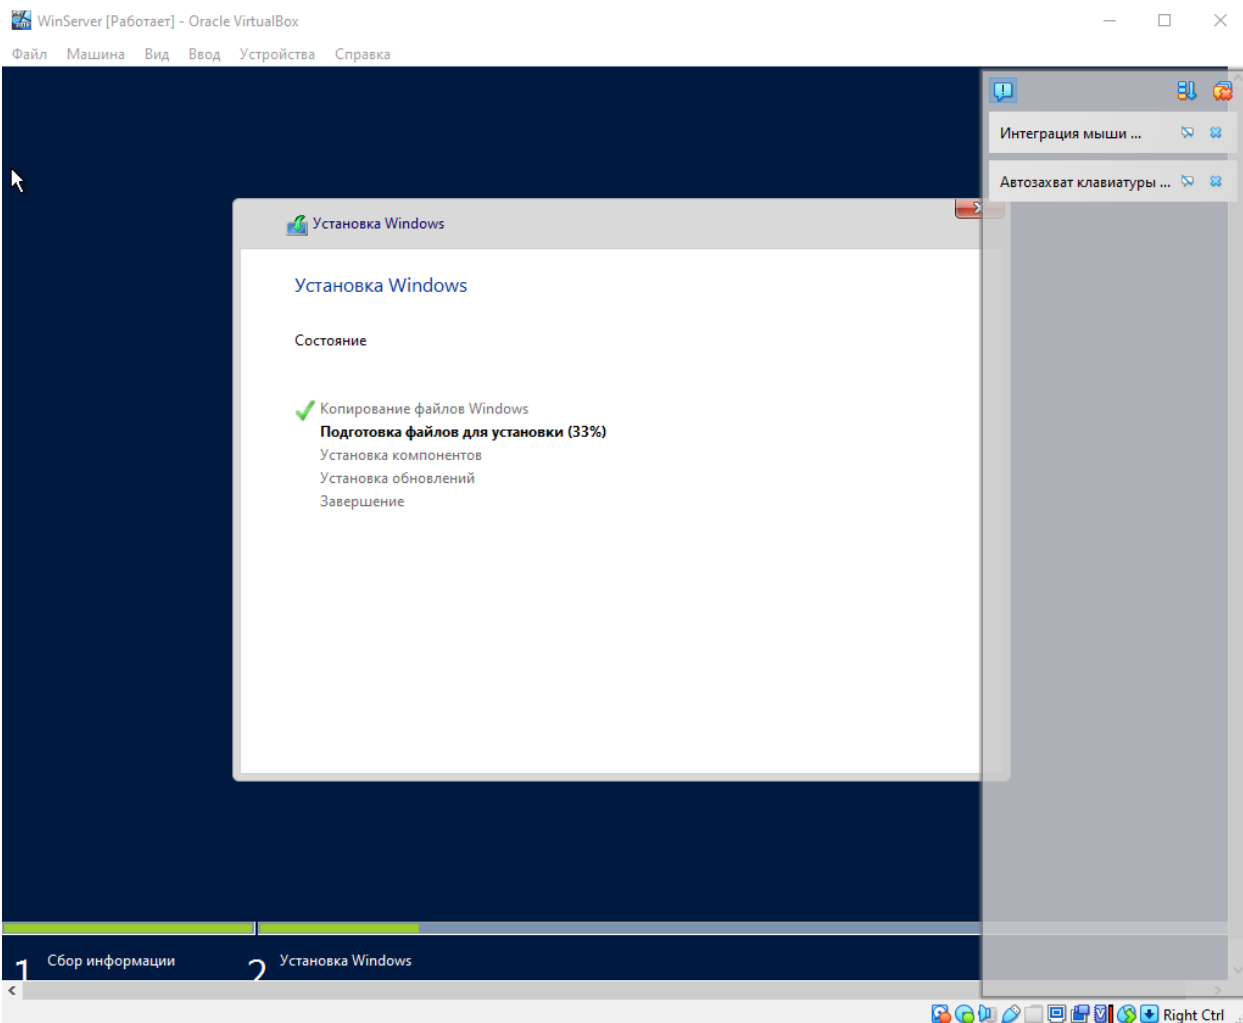 WinServer [Работает] - Oracle VirtualBox
Файл Машина Вид Ввод Устройства Справка
Интеграция мыши ...
Автозахват клавиатуры ...
Установка Windows
Установка Windows
Состояние
Копирование файлов Windows
Подготовка файлов для установки (33%)
Установка компонентов
Установка обновлений
Завершение
1 Сбор информации 2 Установка Windows
Right Ctrl